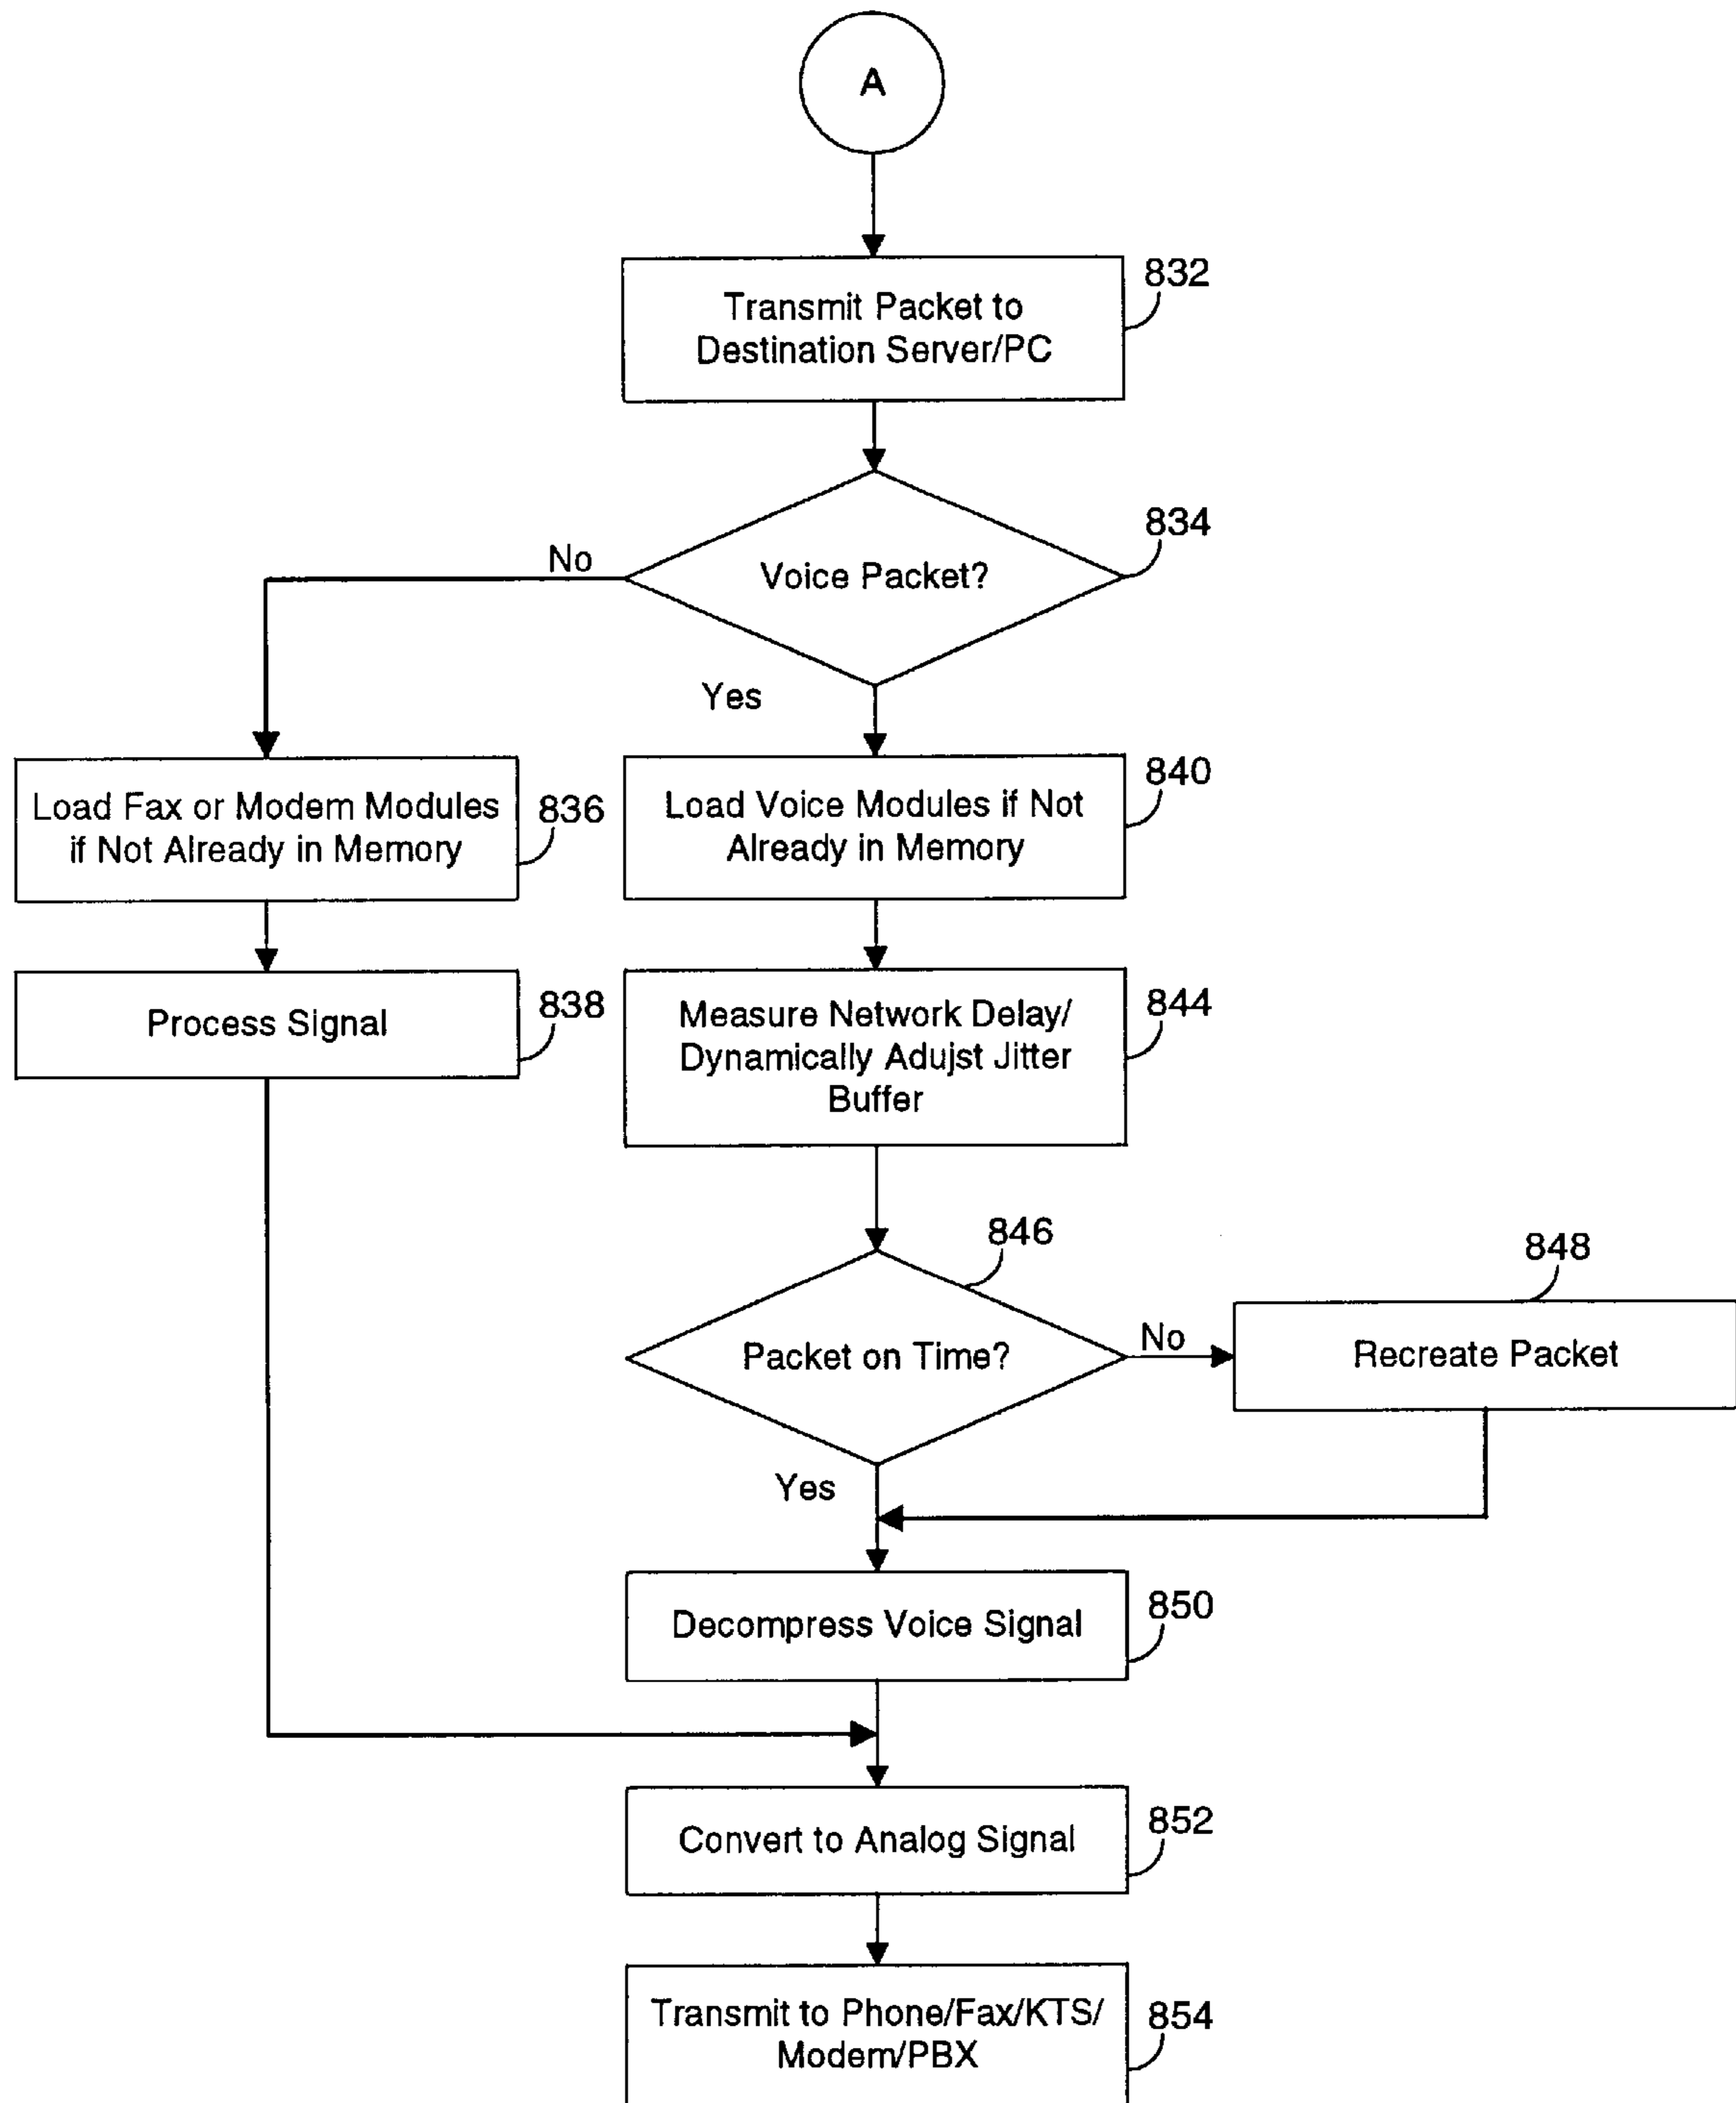 A
832
Transmit Packet to
Destination Server/PC
834
No
Voice Packet?
Yes
Load Fax or Modem Modules
if Not Already in Memory
836
Load Voice Modules if Not
Already in Memory
840
Process Signal
838
Measure Network Delay/
Dynamically Adujst Jitter
Buffer
844
846
848
Packet on Time?
No
Recreate Packet
Yes
Decompress Voice Signal
850
Convert to Analog Signal
852
Transmit to Phone/Fax/KTS/
Modem/PBX
854